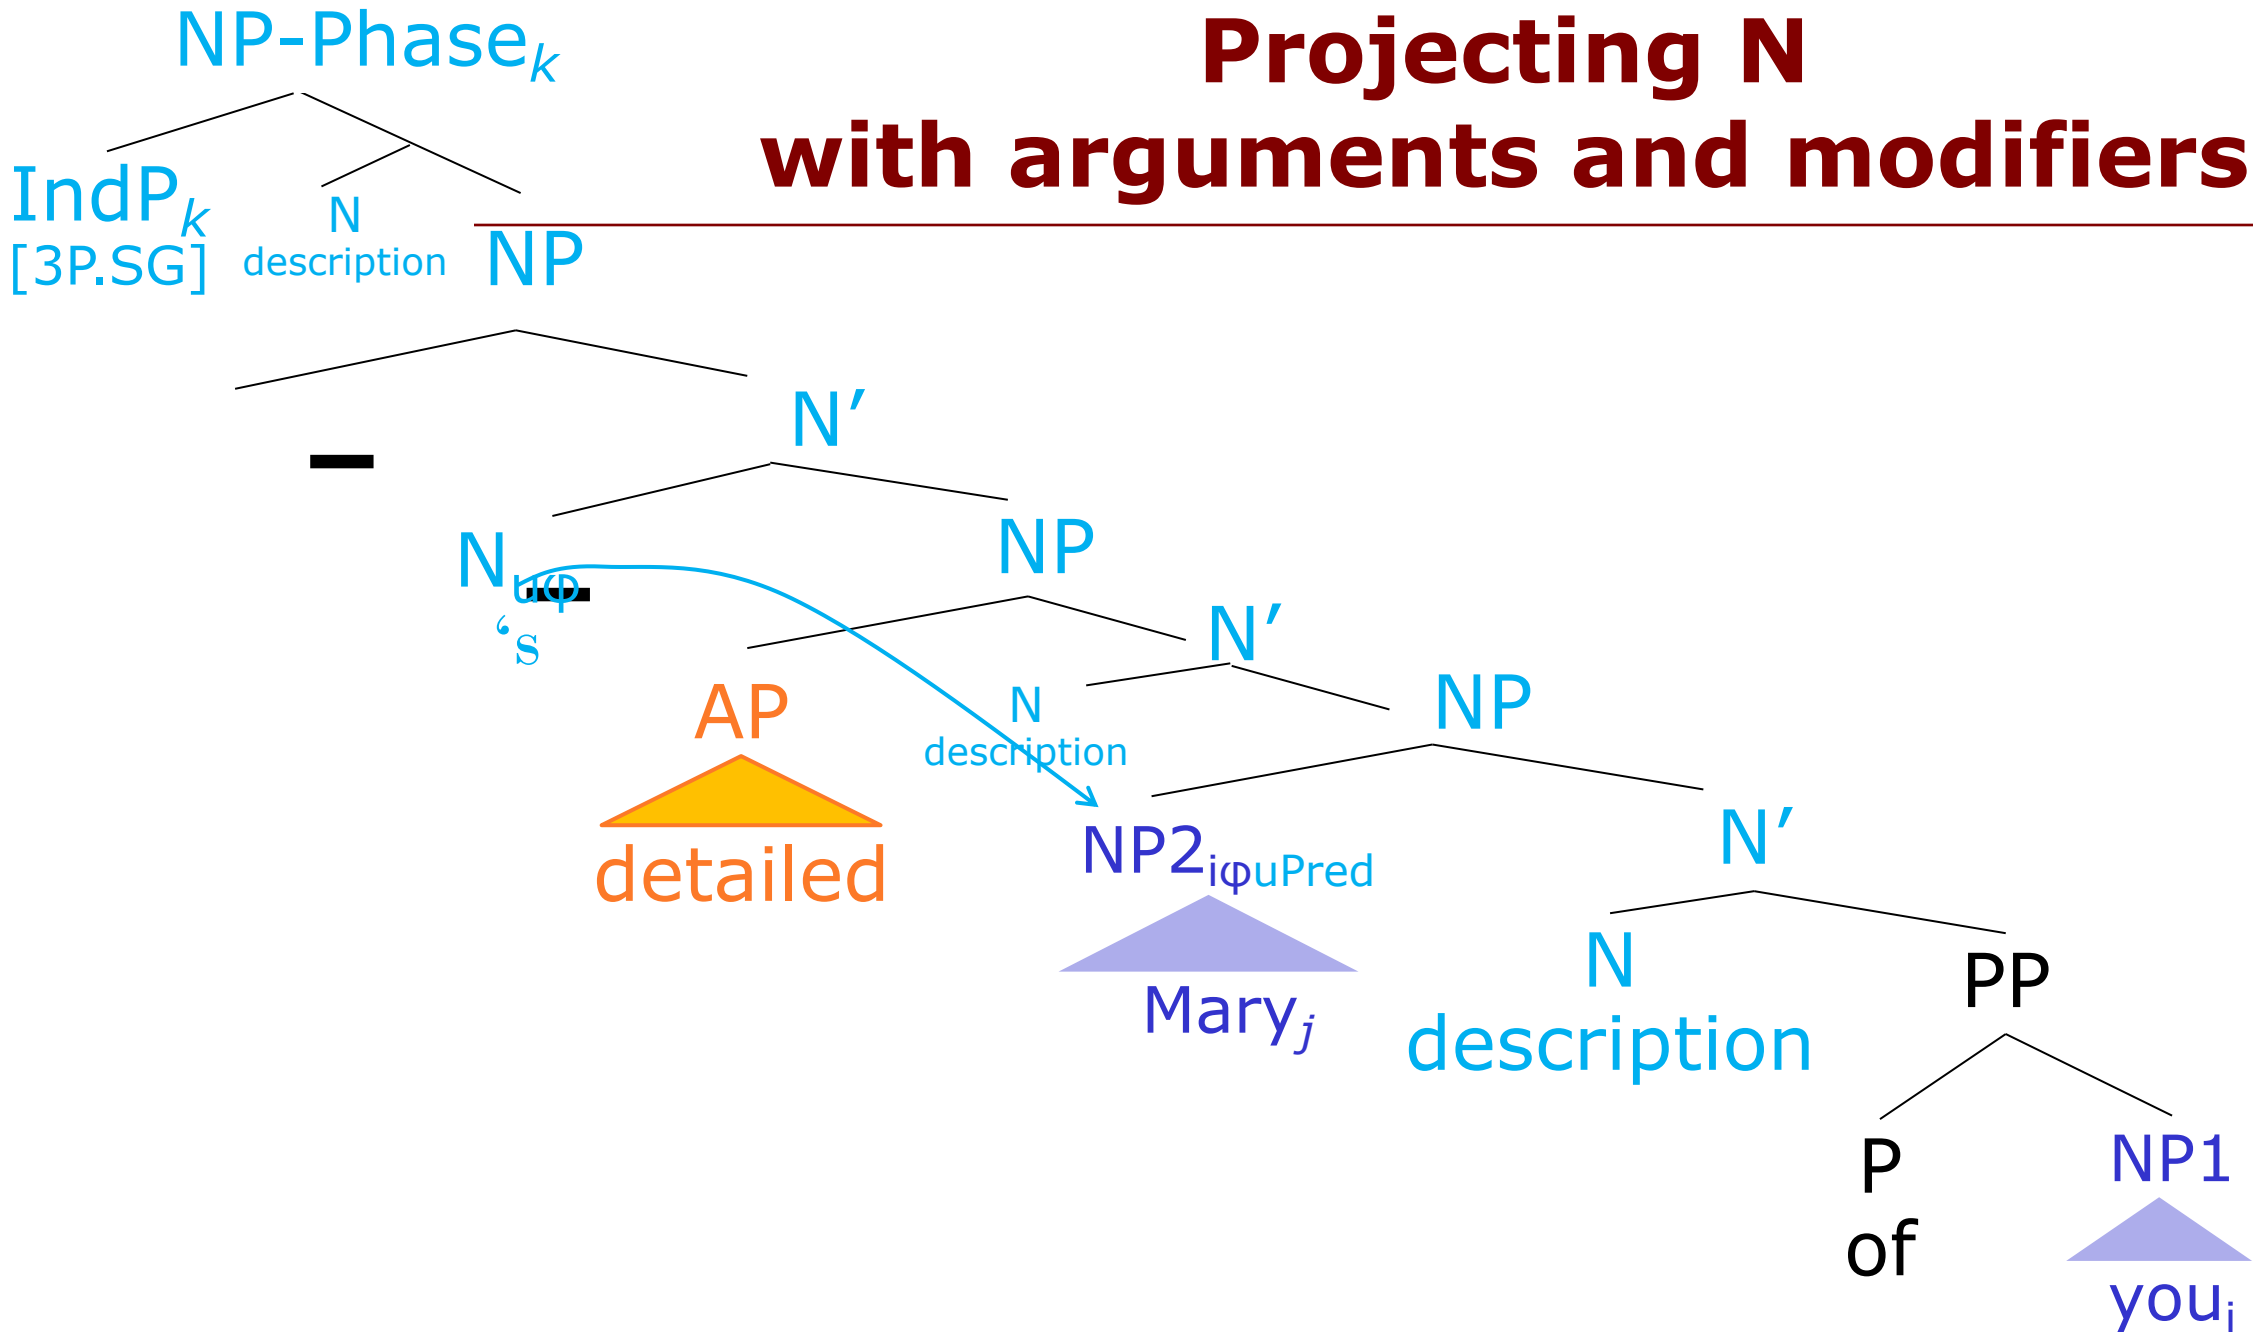 NP-Phasek
Projecting N
with arguments and modifiers
IndPk
[3P.SG]
N
description
NP
N′
Nuφ
‘s
NP
N′
AP
detailed
N
description
NP
NP2iφuPred
Maryj
N′
N
description
PP
P
of
NP1
youi